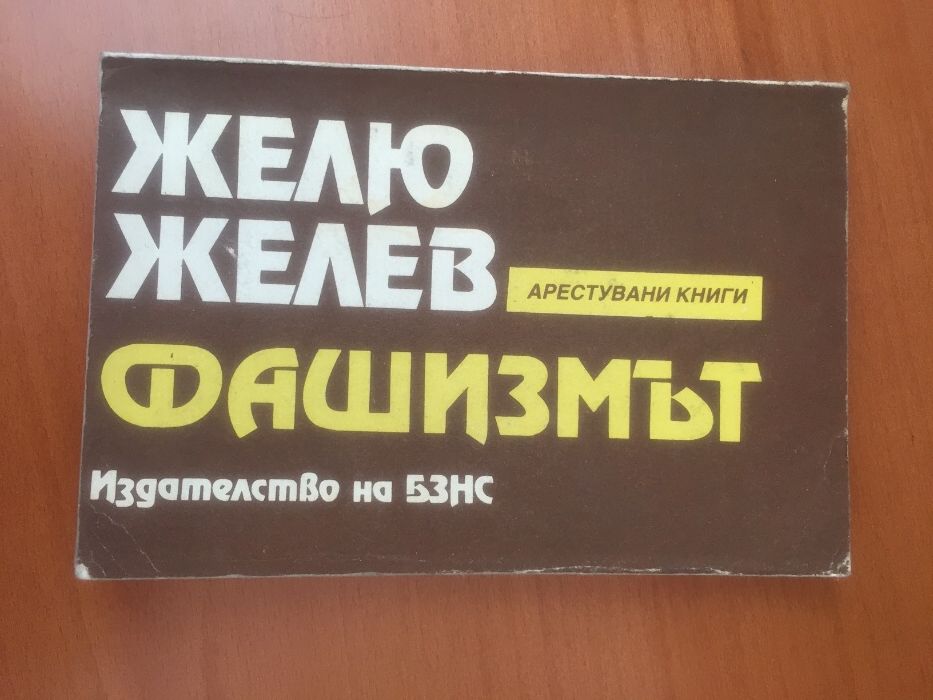 ЖЕЛЮ
ЖЕЛЕВ
АРЕСТУВАНИ КНИГИ
ФАШИЗМЪТ
Издателство на БЗНС